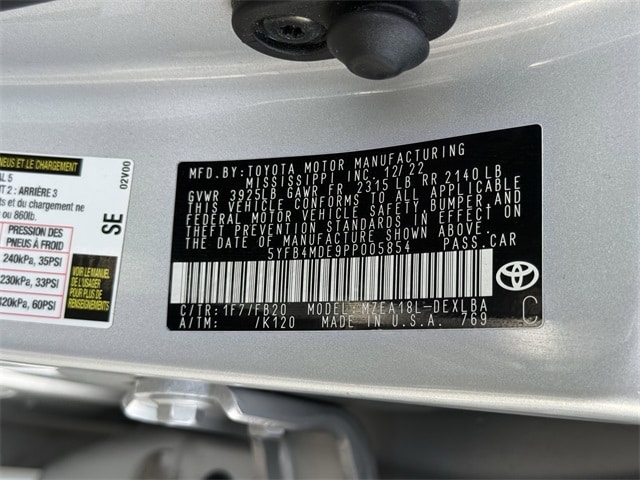 NEUS ET LE CHARGEMENT
AL 5
NT 2 : ARRIÈRE 3
ts et du chargement ne
ou 860lb.
PRESSION DES
PNEUS À FROID
240kPa, 35PSI
230kPa, 33PSI
420kPa, 60PSI
VOIR LE
MANUEL DE
L'USAGER
POUR PLUS DE
RENSEIGNEMENTS
SE
02V00
MFD. BY: TOYOTA MOTOR MANUFACTURING
MISSISSIPPI, INC. 12/22
GVWR 3925LB GAWR FR. 2315 LB RR 2140 LB
THIS VEHICLE CONFORMS TO ALL APPLICABLE
FEDERAL MOTOR VEHICLE SAFETY, BUMPER, AND
THEFT PREVENTION STANDARDS IN EFFECT ON
THE DATE OF MANUFACTURE SHOWN ABOVE.
5YFB4MDE9PP005854 PASS. CAR
C/TR: 1F7/FB20 MODEL: MZEA18L-DEXLBA
A/TM: /K120 MADE IN U.S.A. 769
C